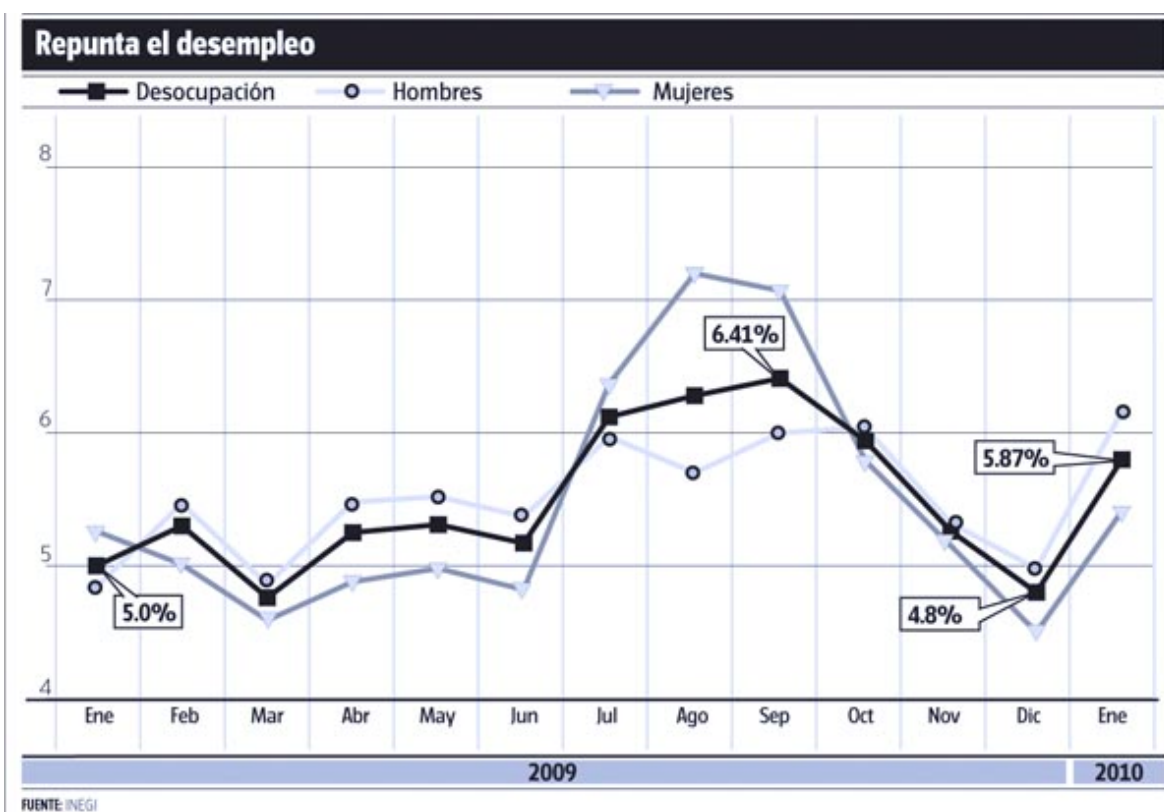 Repunta el desempleo
Desocupación Hombres Mujeres
8
7
6.41%
6
5.87%
5
5.0%
4.8%
4
Ene Feb Mar Abr May Jun Jul Ago Sep Oct Nov Dic Ene
2009 2010
FUENTE: INEGI